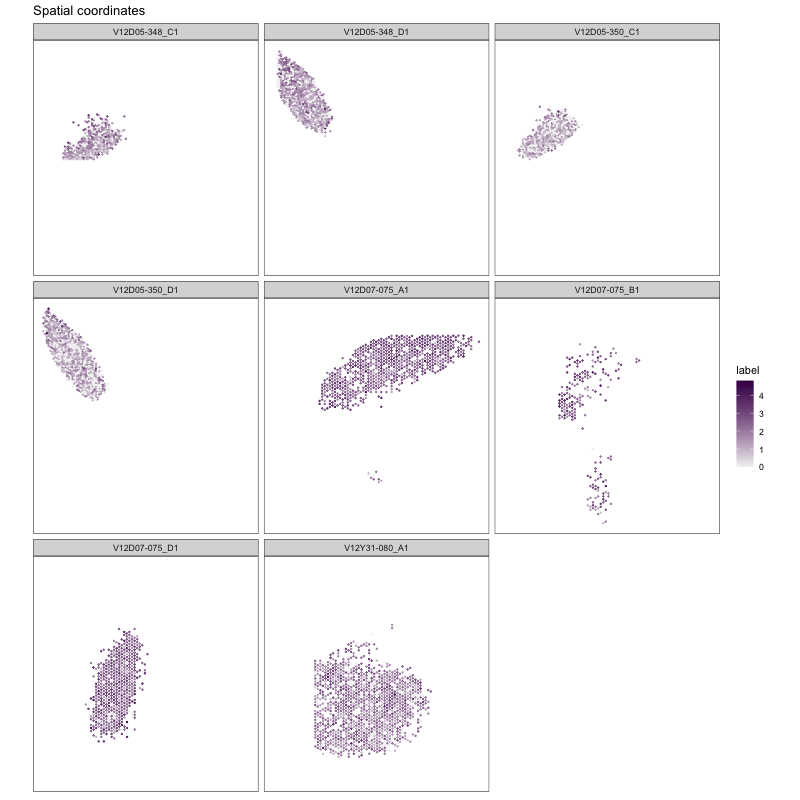 Spatial coordinates
V12D05-348_C1
V12D05-348_D1
V12D05-350_C1
V12D05-350_D1
V12D07-075_A1
V12D07-075_B1
label
4
3
2
1
0
V12D07-075_D1
V12Y31-080_A1